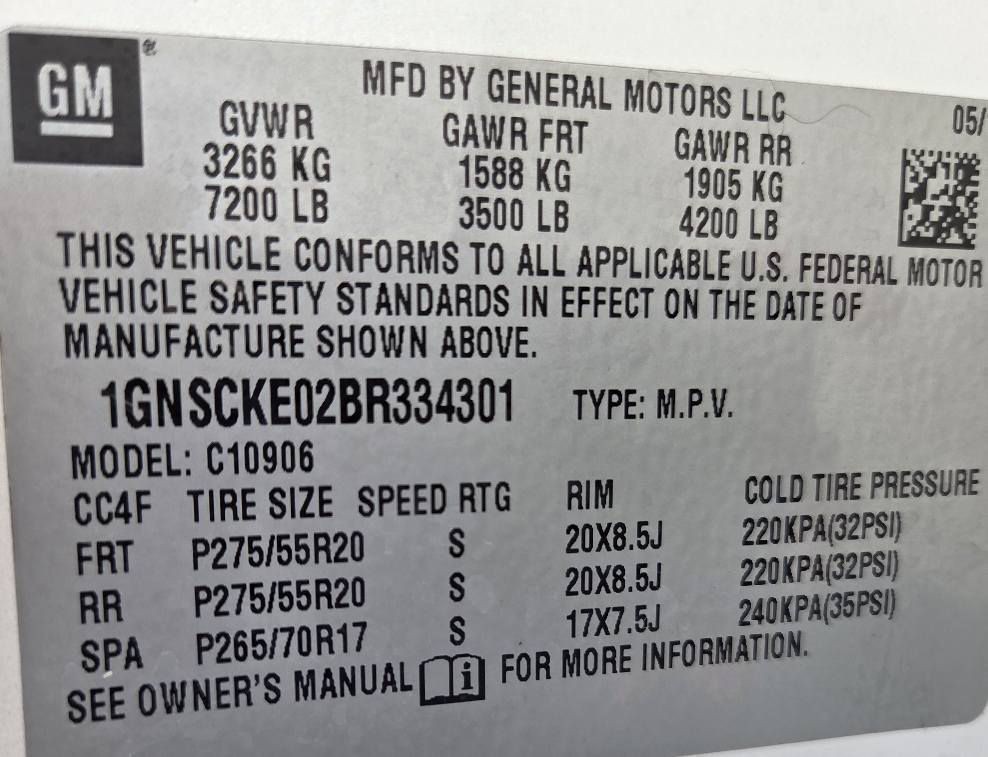 GM ®
MFD BY GENERAL MOTORS LLC 05/
GVWR GAWR FRT GAWR RR
3266 KG 1588 KG 1905 KG
7200 LB 3500 LB 4200 LB
THIS VEHICLE CONFORMS TO ALL APPLICABLE U.S. FEDERAL MOTOR
VEHICLE SAFETY STANDARDS IN EFFECT ON THE DATE OF
MANUFACTURE SHOWN ABOVE.
1GNSCKE02BR334301 TYPE: M.P.V.
MODEL: C10906
CC4F TIRE SIZE SPEED RTG RIM COLD TIRE PRESSURE
FRT P275/55R20 S 20X8.5J 220KPA(32PSI)
RR P275/55R20 S 20X8.5J 220KPA(32PSI)
SPA P265/70R17 S 17X7.5J 240KPA(35PSI)
SEE OWNER'S MANUAL i FOR MORE INFORMATION.